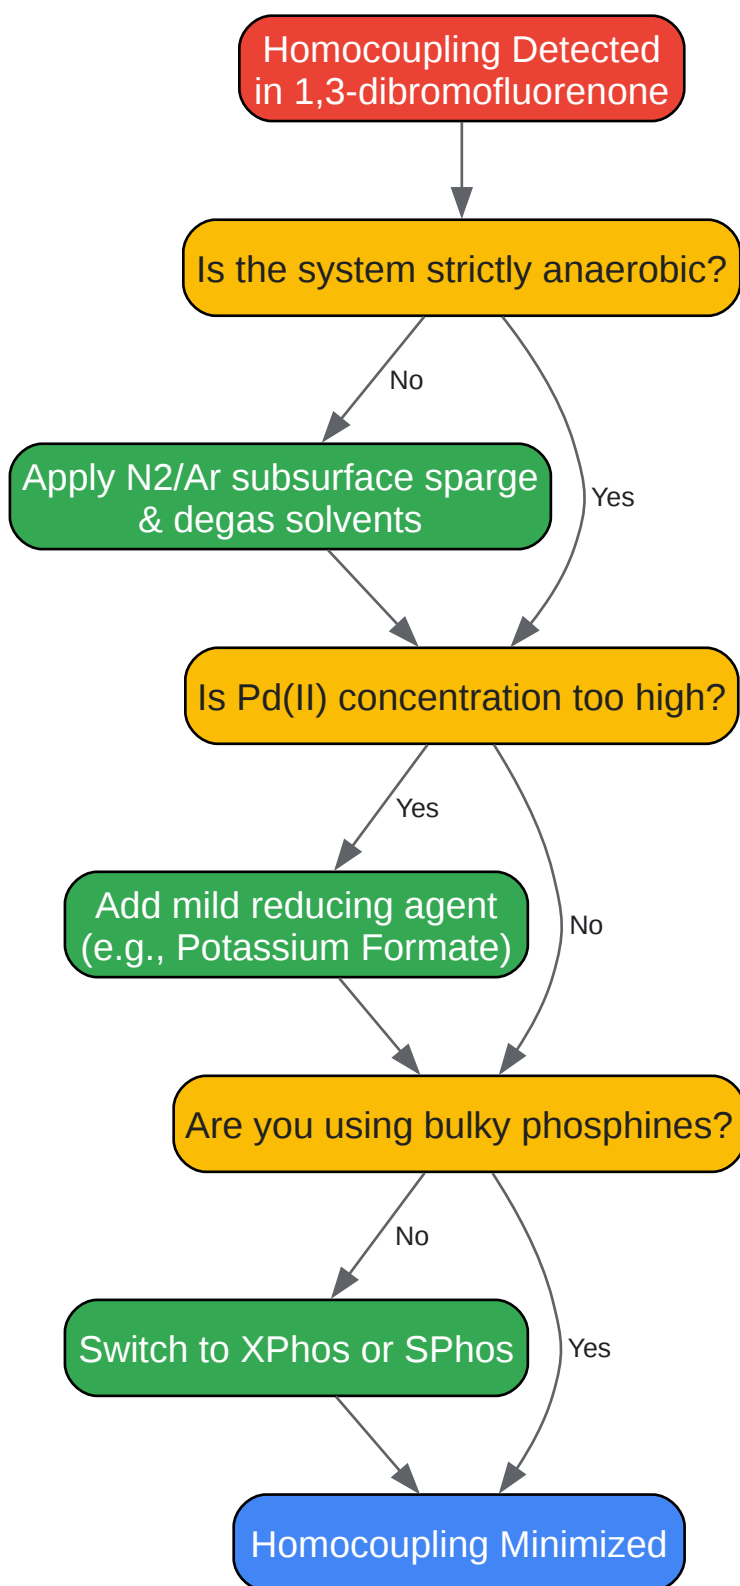 Homocoupling Detected
in 1,3-dibromofluorenone
Is the system strictly anaerobic?
No
Apply N2/Ar subsurface sparge
& degas solvents
Yes
Is Pd(II) concentration too high?
Yes
Add mild reducing agent
(e.g., Potassium Formate)
No
Are you using bulky phosphines?
No
Switch to XPhos or SPhos
Yes
Homocoupling Minimized